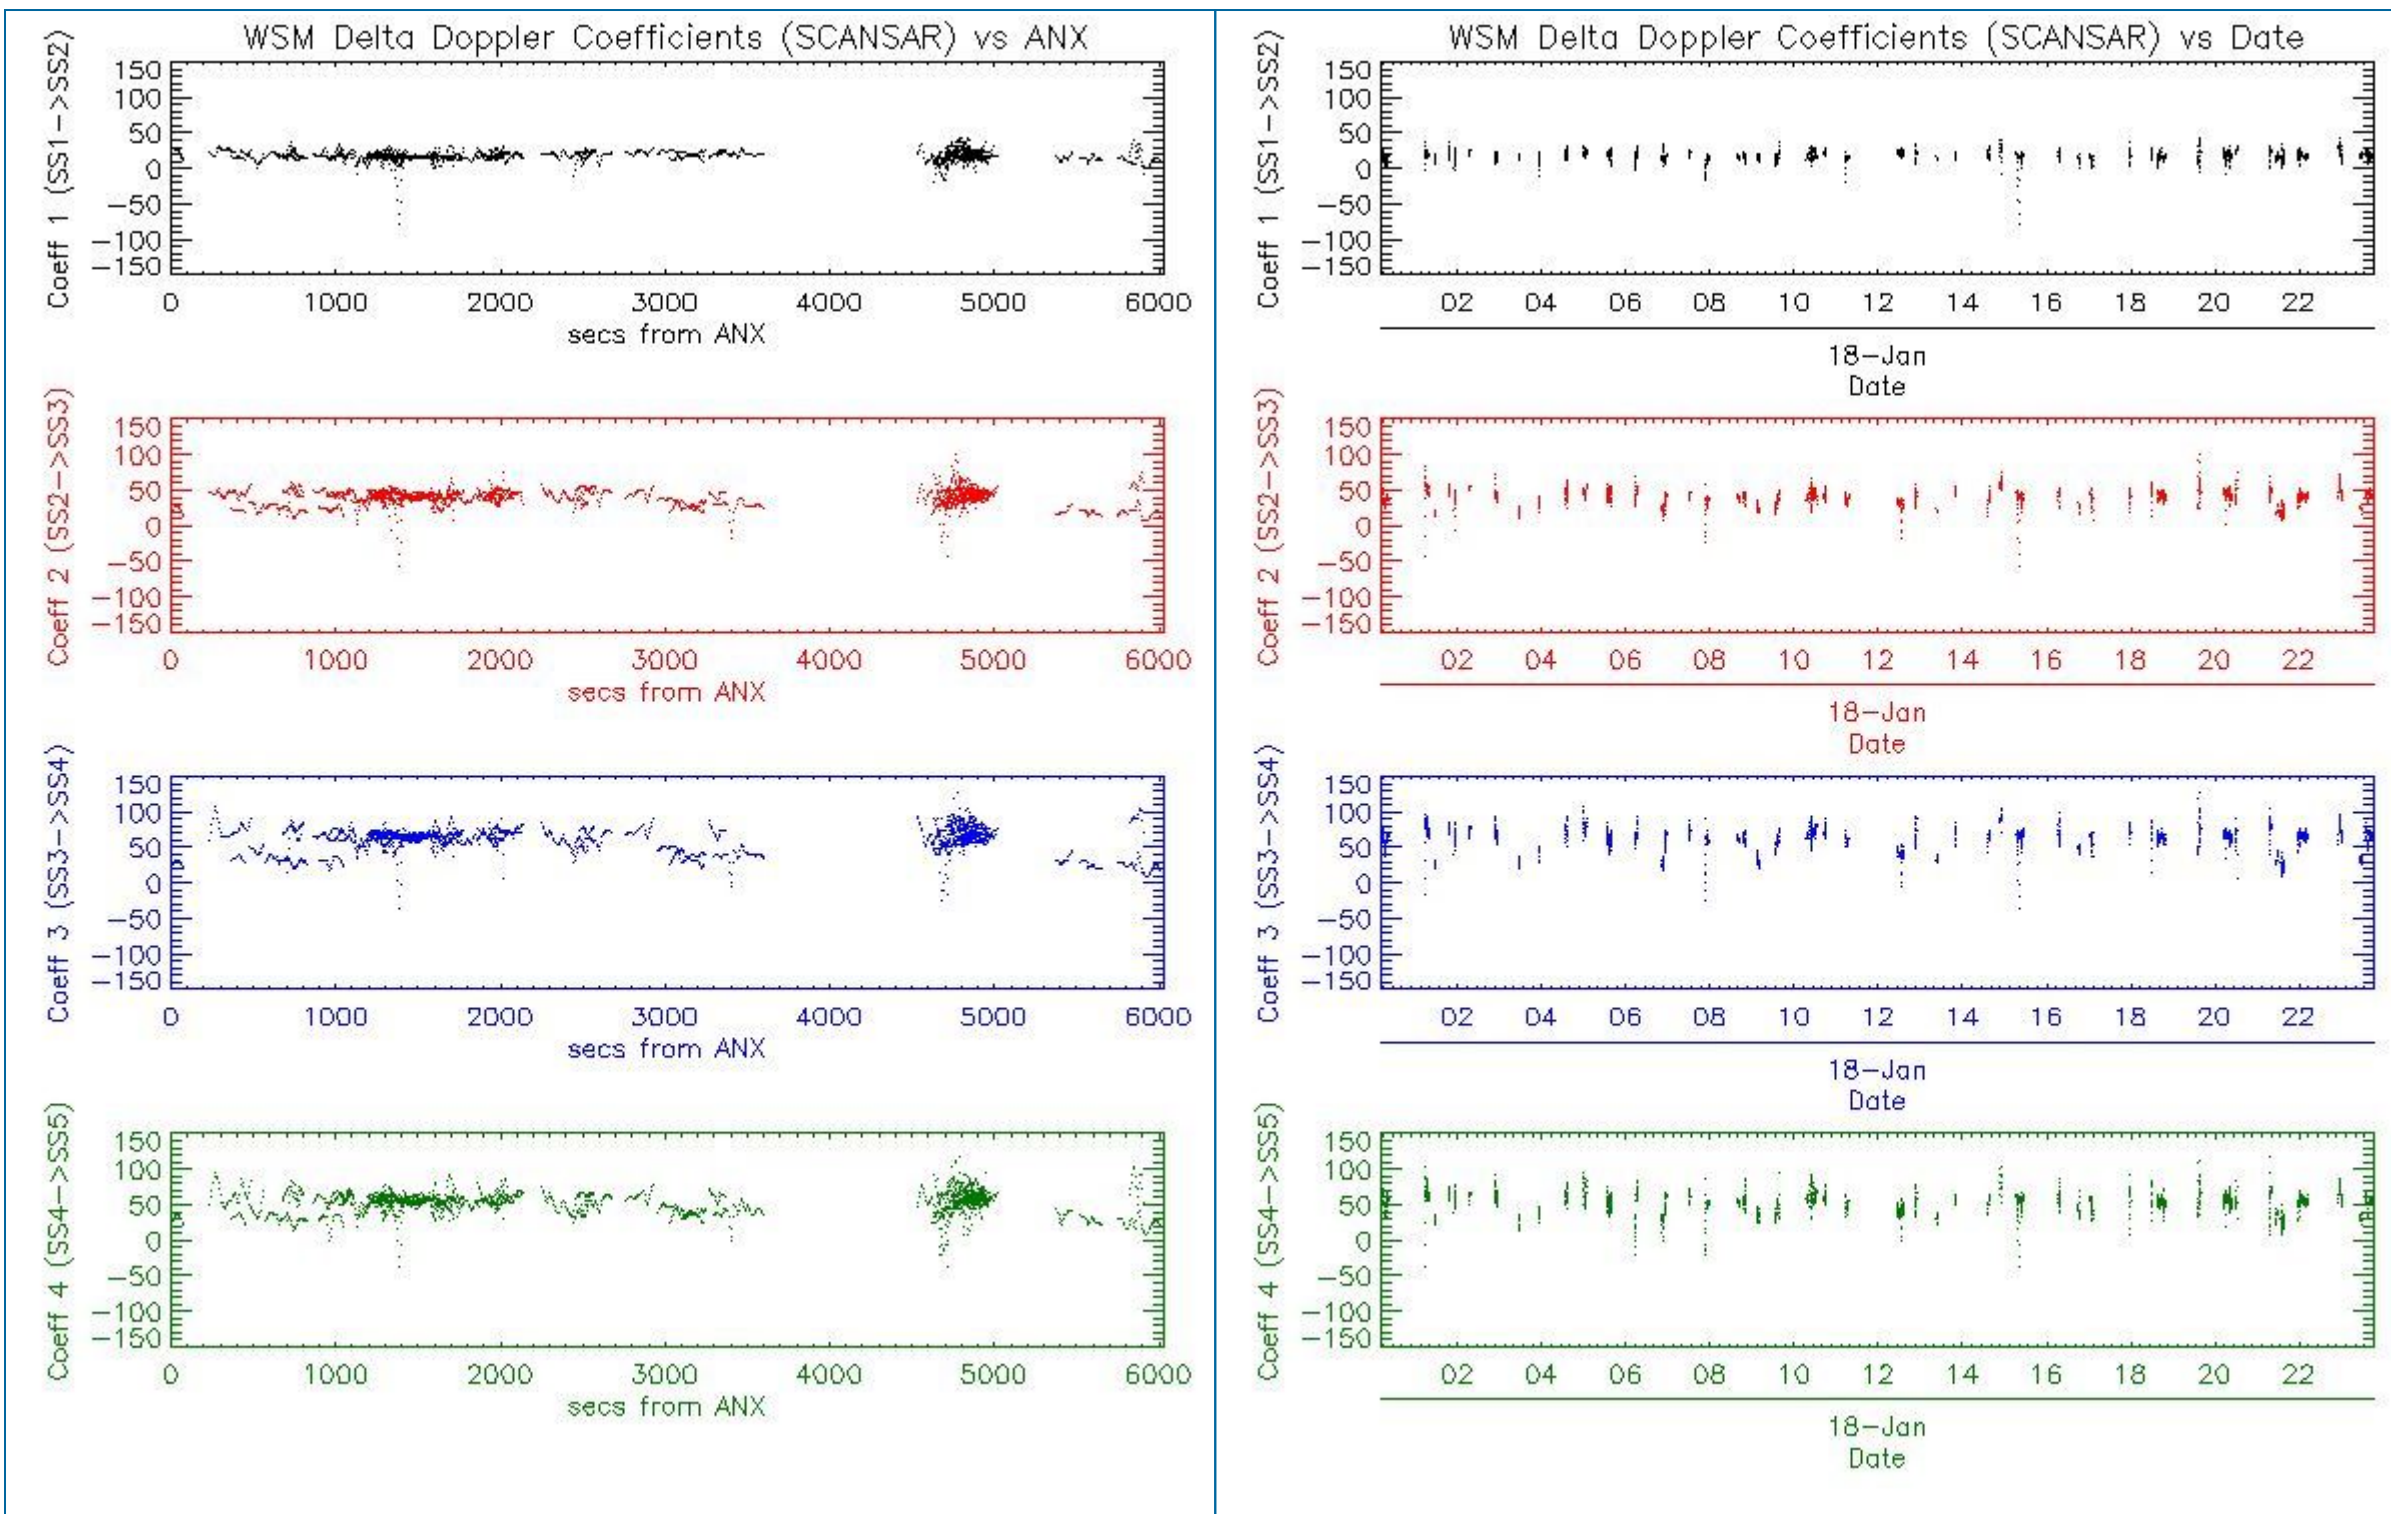 WSM Delta Doppler Coefficients (SCANSAR) vs ANX
Coeff 1 (SS1->SS2)
150
100
50
0
-50
-100
-150
0 1000 2000 3000 4000 5000 6000
secs from ANX
Coeff 2 (SS2->SS3)
150
100
50
0
-50
-100
-150
0 1000 2000 3000 4000 5000 6000
secs from ANX
Coeff 3 (SS3->SS4)
150
100
50
0
-50
-100
-150
0 1000 2000 3000 4000 5000 6000
secs from ANX
Coeff 4 (SS4->SS5)
150
100
50
0
-50
-100
-150
0 1000 2000 3000 4000 5000 6000
secs from ANX
WSM Delta Doppler Coefficients (SCANSAR) vs Date
Coeff 1 (SS1->SS2)
150
100
50
0
-50
-100
-150
02 04 06 08 10 12 14 16 18 20 22
18-Jan
Date
Coeff 2 (SS2->SS3)
150
100
50
0
-50
-100
-150
02 04 06 08 10 12 14 16 18 20 22
18-Jan
Date
Coeff 3 (SS3->SS4)
150
100
50
0
-50
-100
-150
02 04 06 08 10 12 14 16 18 20 22
18-Jan
Date
Coeff 4 (SS4->SS5)
150
100
50
0
-50
-100
-150
02 04 06 08 10 12 14 16 18 20 22
18-Jan
Date